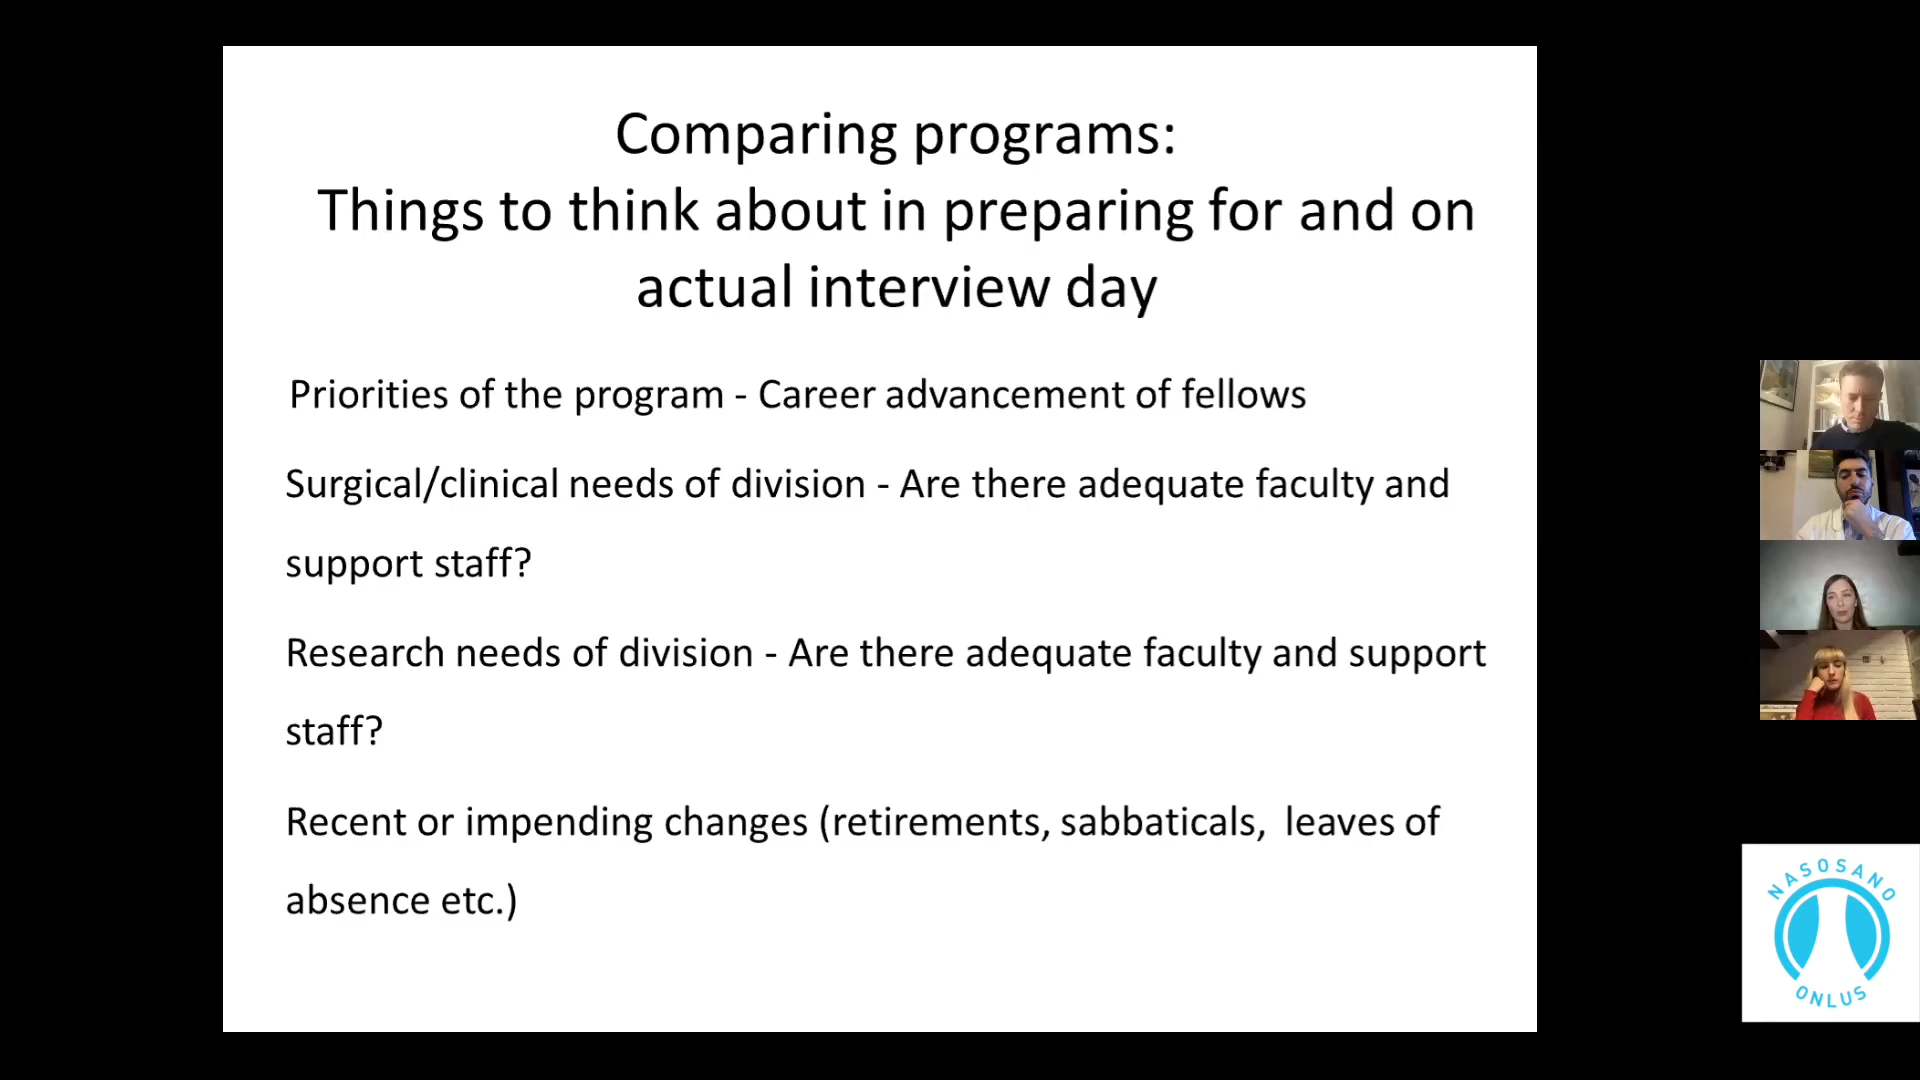 Comparing programs:
Things to think about in preparing for and on
actual interview day
Priorities of the program - Career advancement of fellows
Surgical/clinical needs of division - Are there adequate faculty and
support staff?
Research needs of division - Are there adequate faculty and support
staff?
Recent or impending changes (retirements, sabbaticals,  leaves of
absence etc.)
NASOSANO
ONLUS